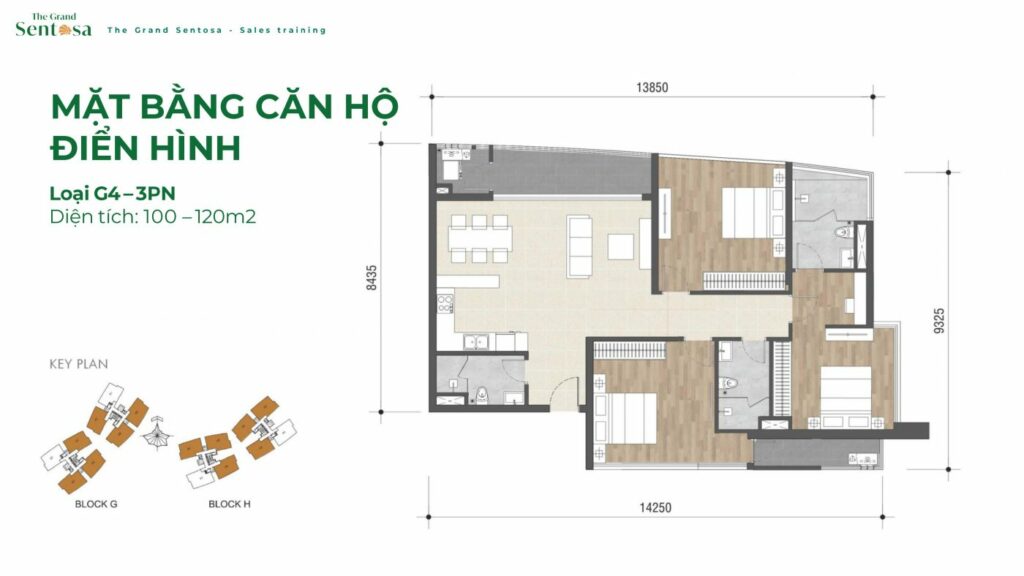 The Grand
Sentosa
The Grand Sentosa - Sales training
MẶT BẰNG CĂN HỘ
ĐIỂN HÌNH
Loại G4 – 3PN
Diện tích: 100 – 120m2
13850
8435
9325
14250
KEY PLAN
BLOCK G
BLOCK H